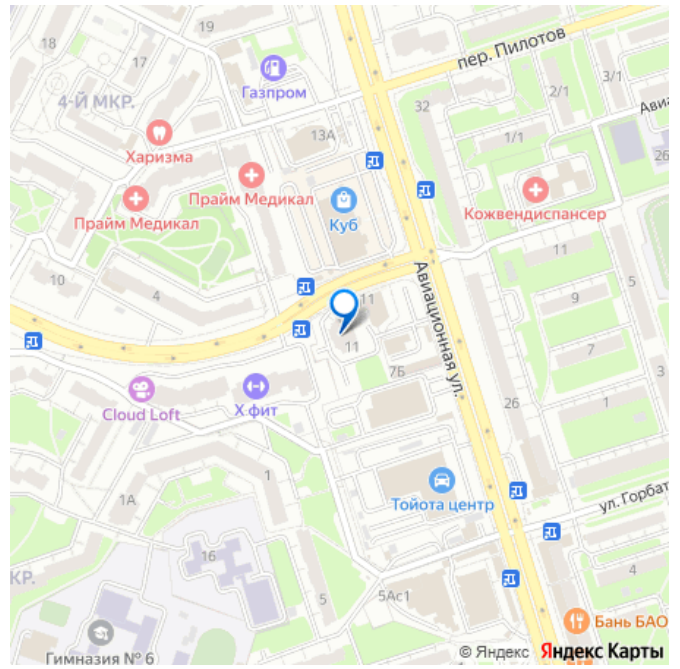 19
18
17
пер. Пилотов
3/1
2/1
Газпром
4-Й МКР.
32
Ави
13А
1/1
26
Харизма
Прайм Медикал
Прайм Медикал
Куб
Кожвендиспансер
11
5
10
4
11
9
Авиационная ул.
11
7Б
3
Cloud Loft
X фит
26
1
1
Тойота центр
1А
ул. Горбат
16
4
КР.
5
5Ас1
Бань БАО
Гимназия № 6
© Яндекс Яндекс Карты